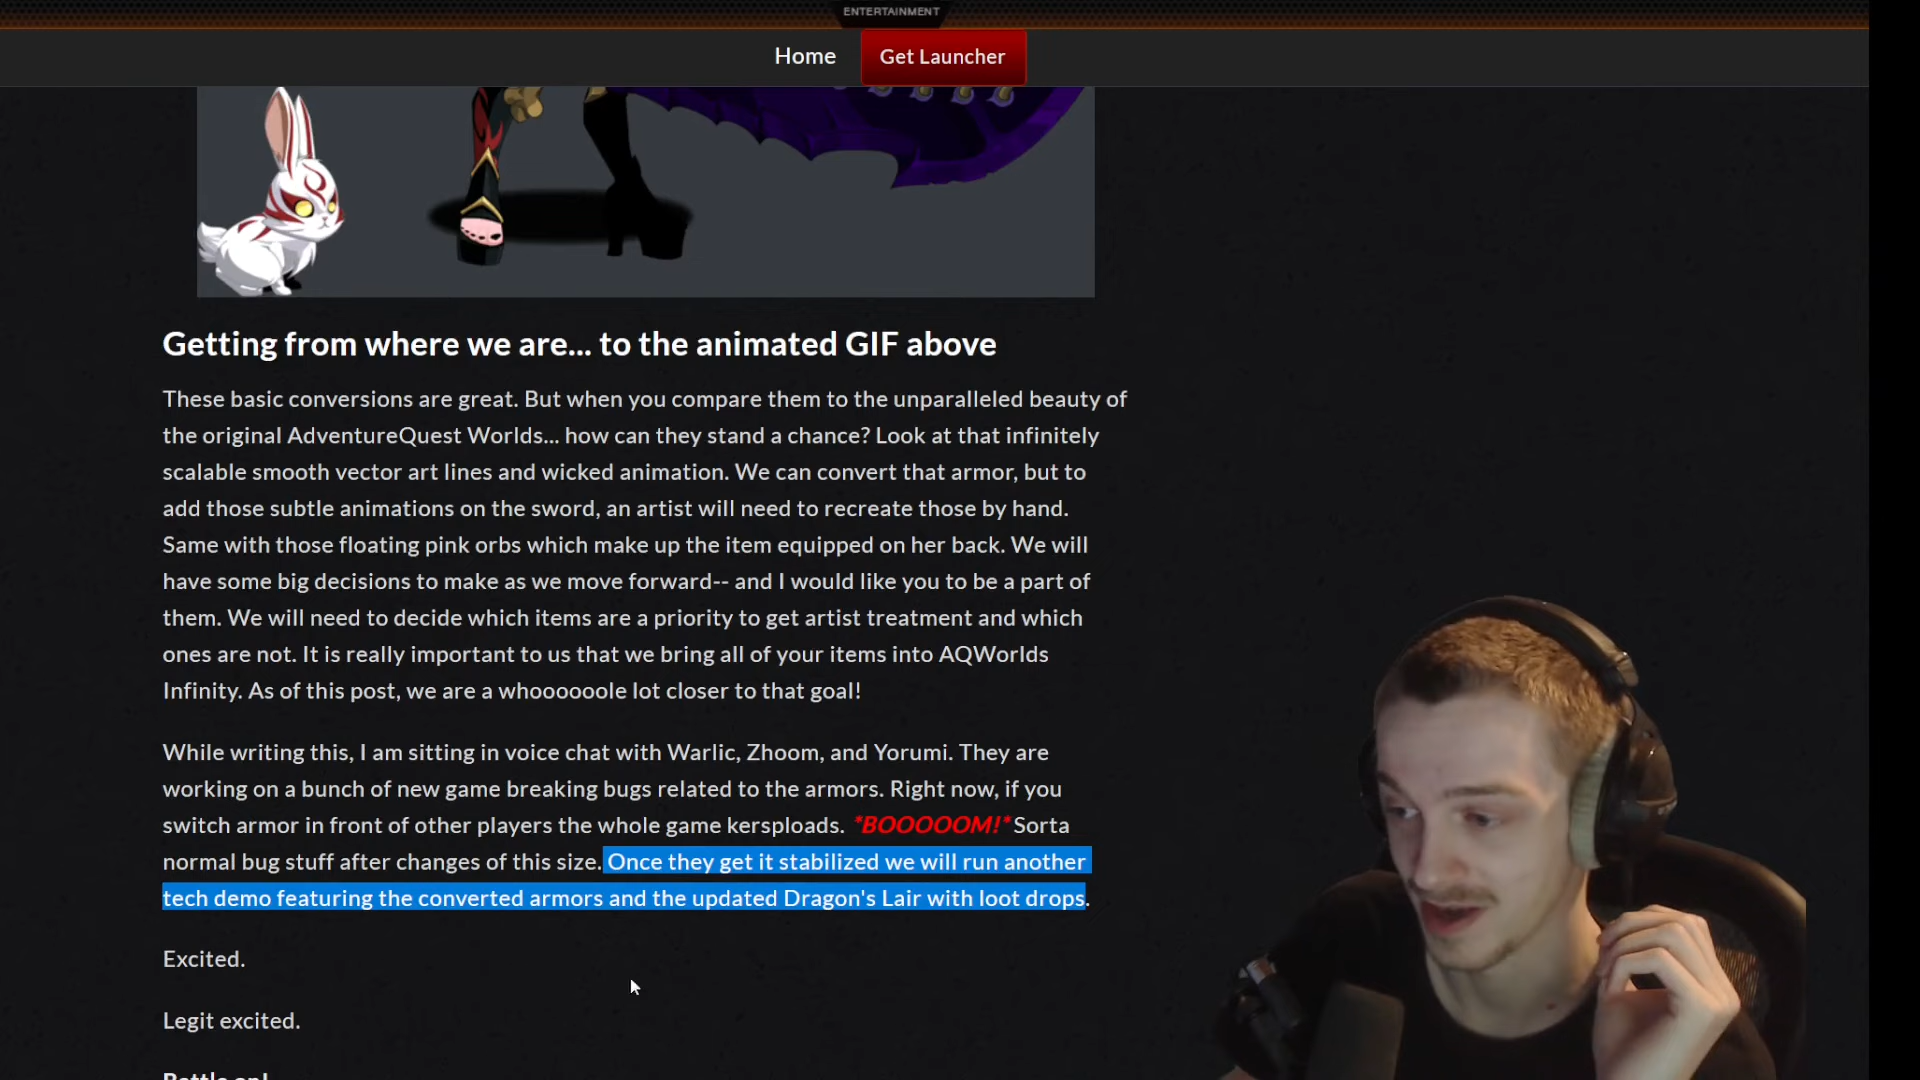 ENTERTAINMENT
Home
Get Launcher
Getting from where we are... to the animated GIF above
These basic conversions are great. But when you compare them to the unparalleled beauty of
the original AdventureQuest Worlds... how can they stand a chance? Look at that infinitely
scalable smooth vector art lines and wicked animation. We can convert that armor, but to
add those subtle animations on the sword, an artist will need to recreate those by hand.
Same with those floating pink orbs which make up the item equipped on her back. We will
have some big decisions to make as we move forward-- and I would like you to be a part of
them. We will need to decide which items are a priority to get artist treatment and which
ones are not. It is really important to us that we bring all of your items into AQWorlds
Infinity. As of this post, we are a whoooooole lot closer to that goal!
While writing this, I am sitting in voice chat with Warlic, Zhoom, and Yorumi. They are
working on a bunch of new game breaking bugs related to the armors. Right now, if you
switch armor in front of other players the whole game kersploads. *BOOOOOM!* Sorta
normal bug stuff after changes of this size. Once they get it stabilized we will run another
tech demo featuring the converted armors and the updated Dragon's Lair with loot drops.
Excited.
Legit excited.
Battle on!